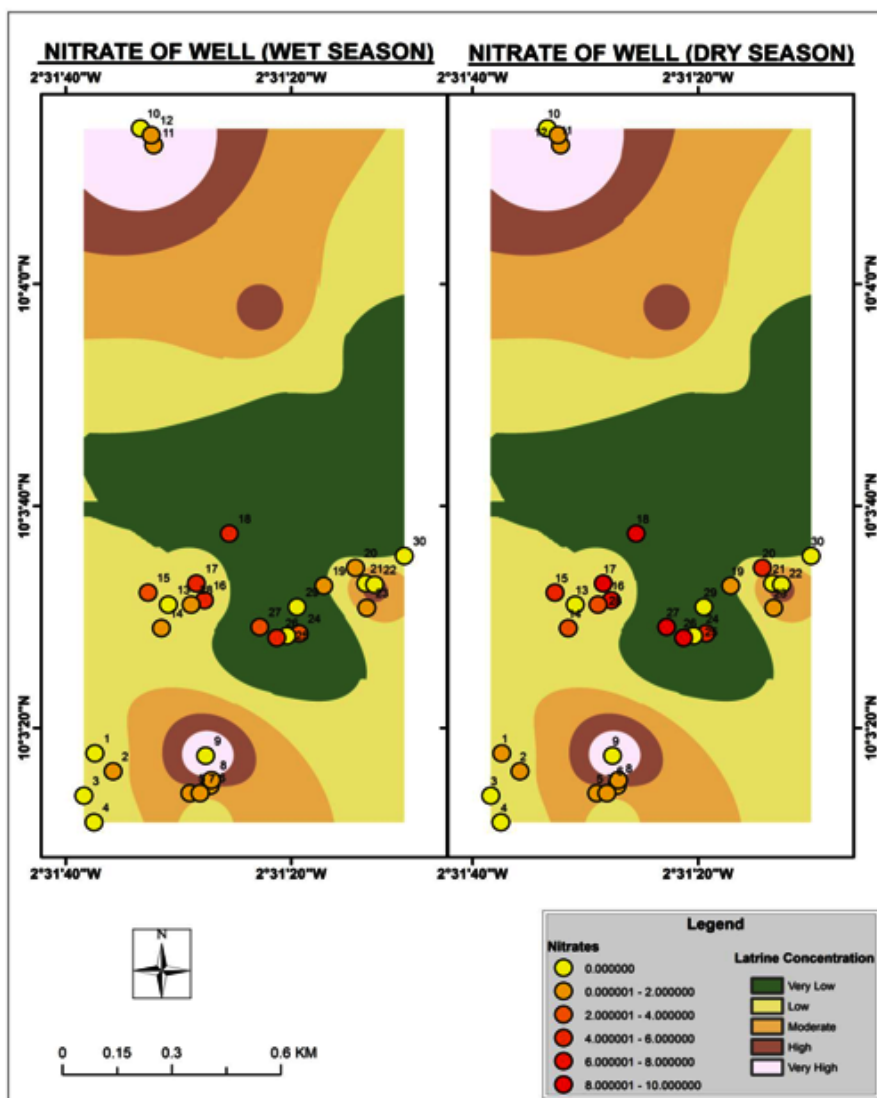 NITRATE OF WELL (WET SEASON)
NITRATE OF WELL (DRY SEASON)
2°31'40"W
2°31'20"W
2°31'40"W
2°31'20"W
10 12
11
10
12 11
10°4'0"N
10°4'0"N
10°3'40"N
10°3'40"N
18
30
18
30
17
20
17
20
15
13
16
19
21 22
15
13
16
19
21 22
28
29
23
28
29
14
27
24
14
27
24
26
26
25
25
10°3'20"N
10°3'20"N
1
9
1
9
2
8
2
8
3
7
3
5
4
4
2°31'40"W
2°31'20"W
2°31'40"W
2°31'20"W
N
0 0.15 0.3 0.6 KM
Legend
Nitrates
0.000000
0.000001 - 2.000000
2.000001 - 4.000000
4.000001 - 6.000000
6.000001 - 8.000000
8.000001 - 10.000000
Latrine Concentration
Very Low
Low
Moderate
High
Very High